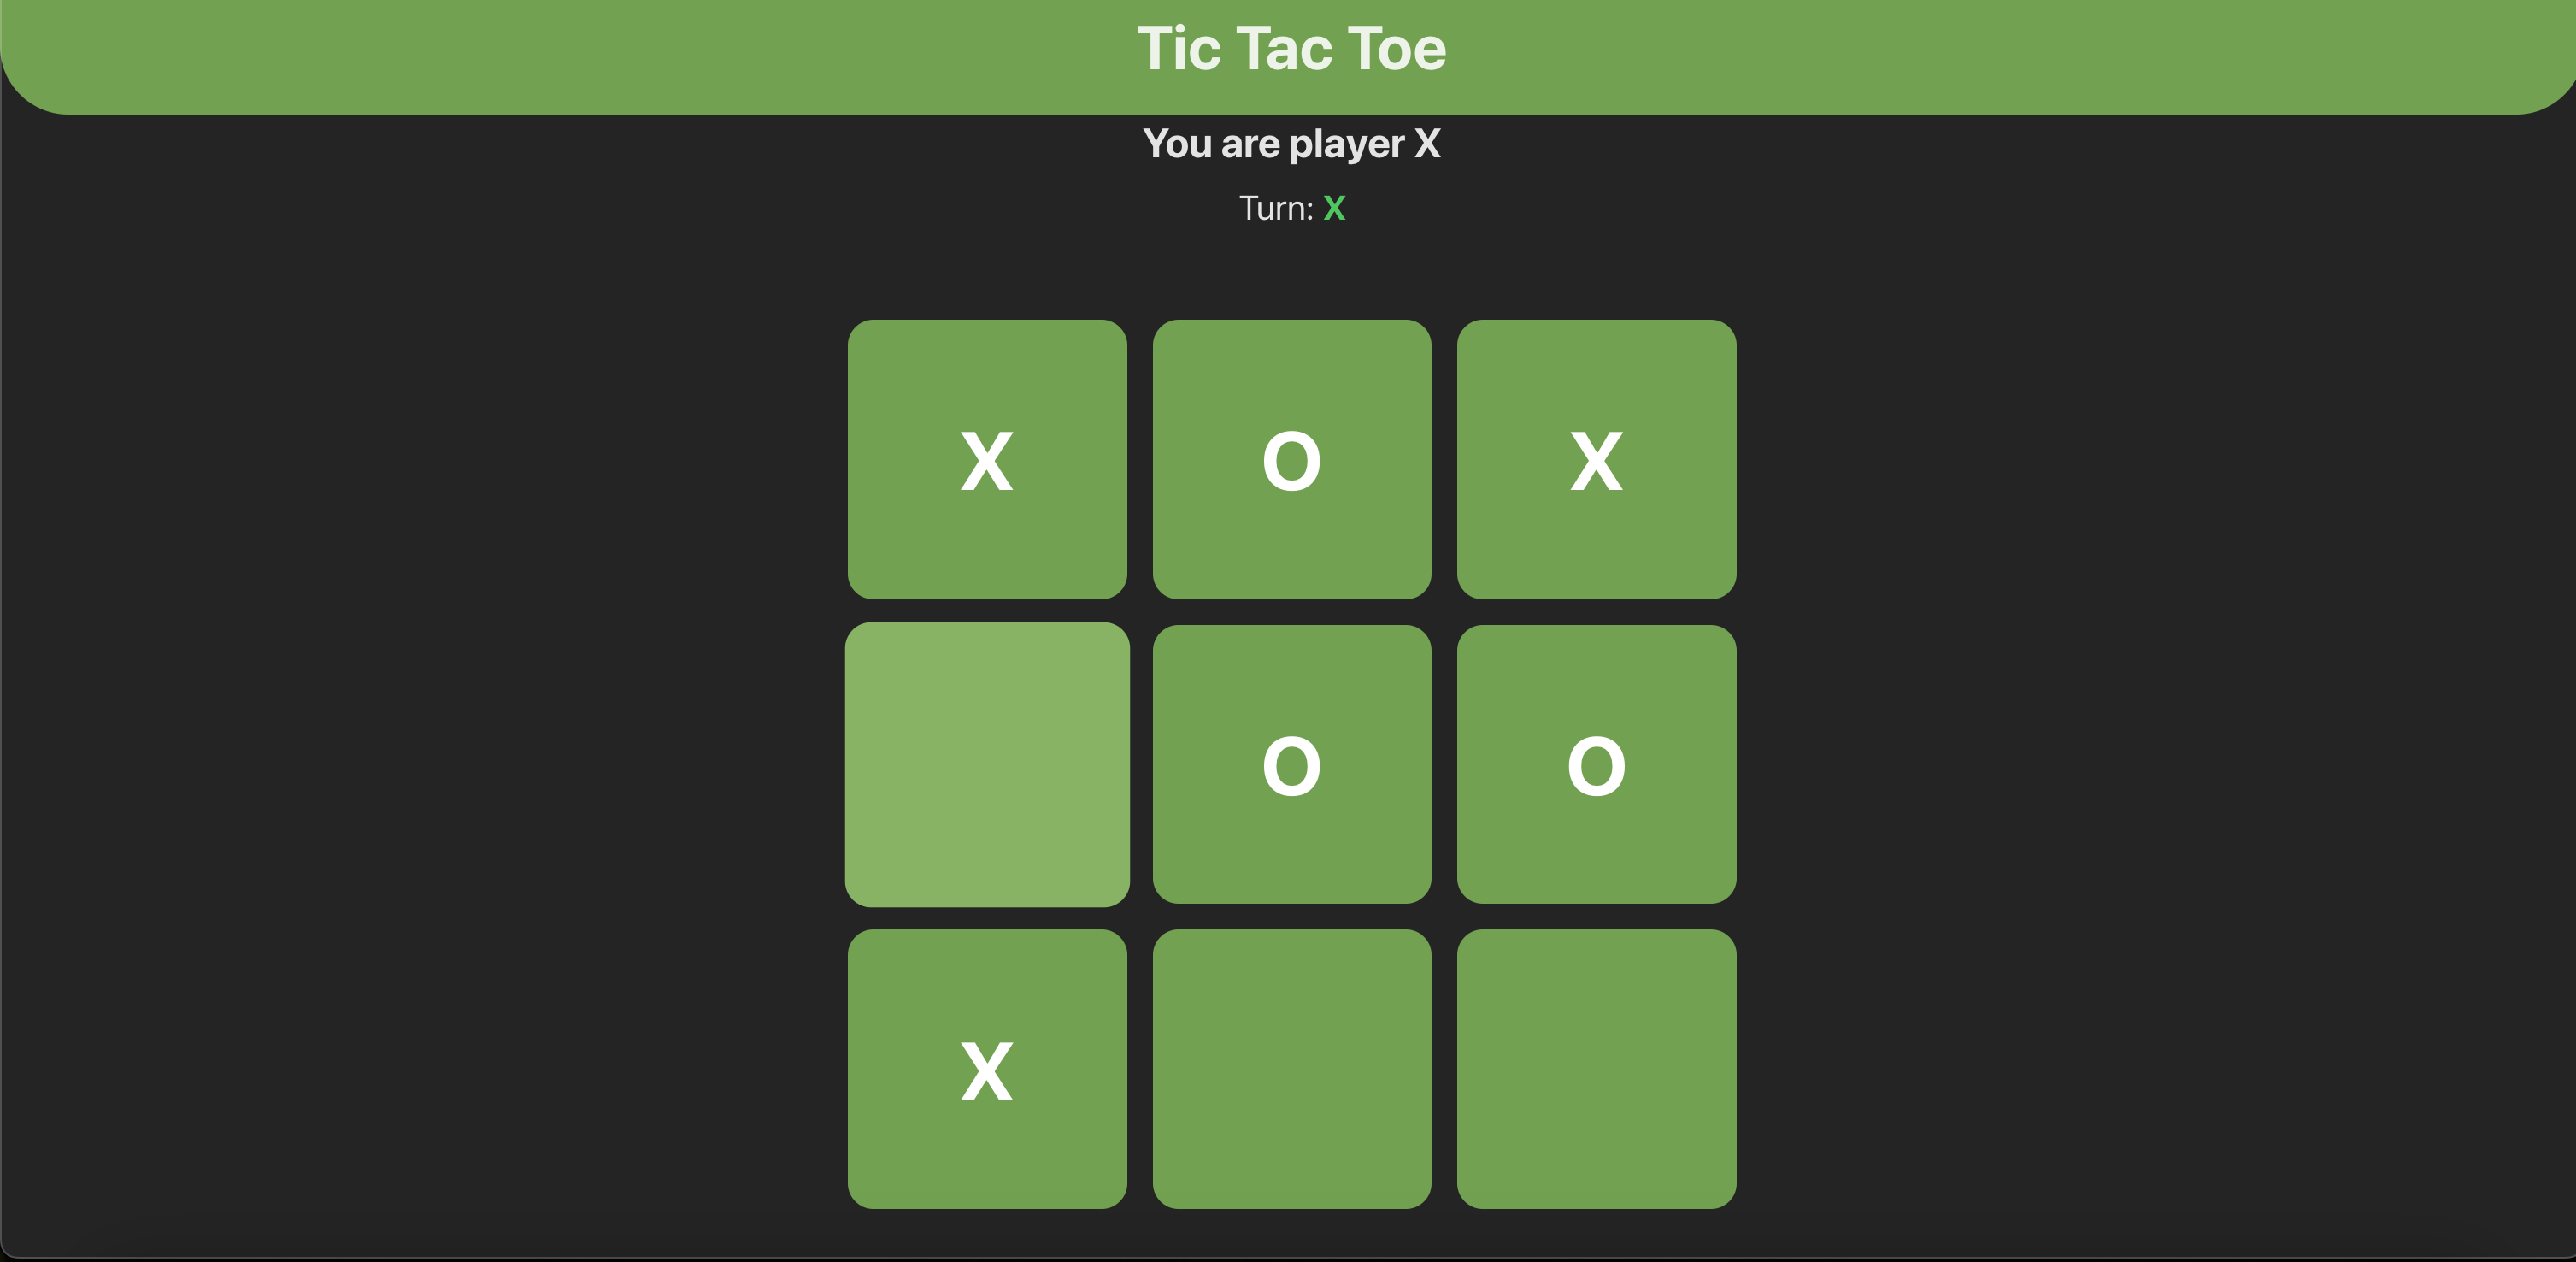 Tic Tac Toe
You are player X
Turn: X
X O X
O O
X